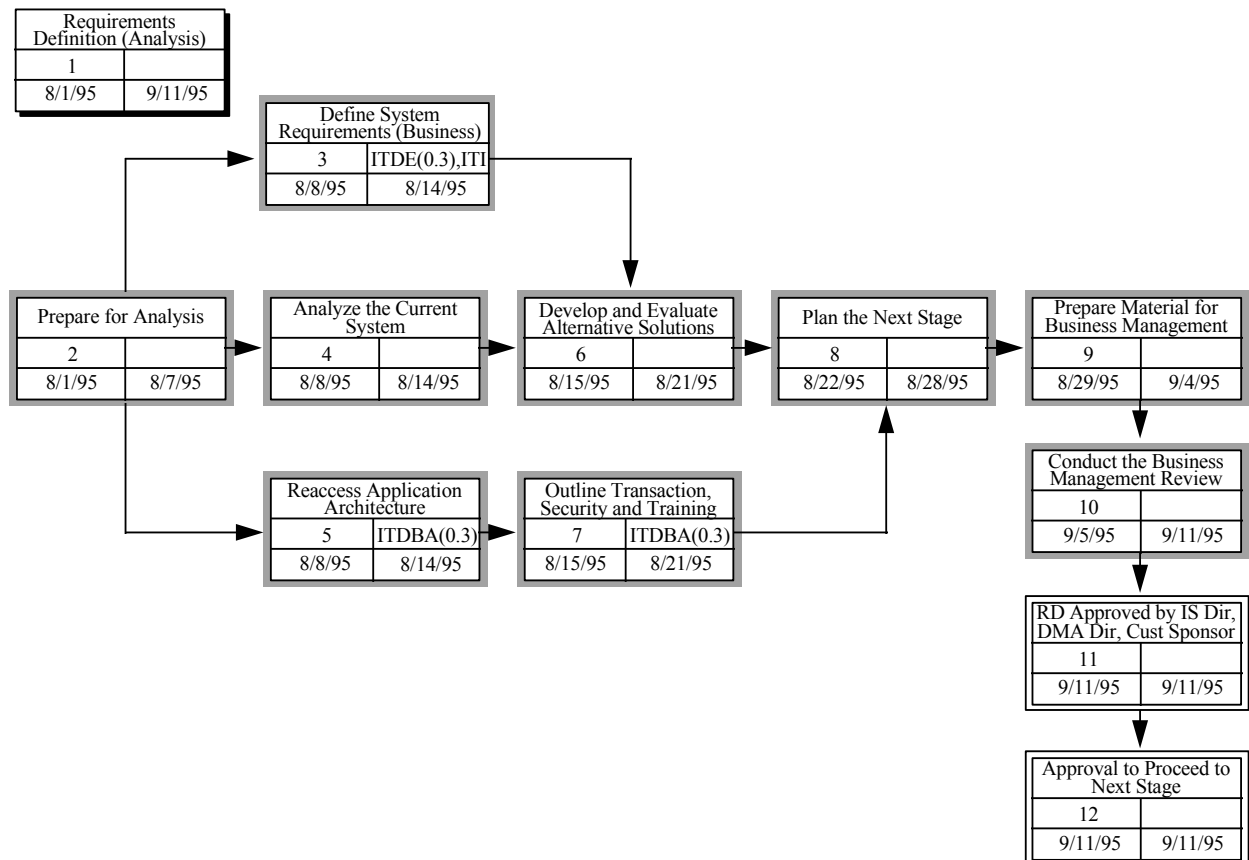 Requirements
Definition (Analysis)
1
8/1/95 9/11/95
Define System
Requirements (Business)
3 ITDE(0.3),ITI
8/8/95 8/14/95
Prepare for Analysis
2
8/1/95 8/7/95
Analyze the Current
System
4
8/8/95 8/14/95
Develop and Evaluate
Alternative Solutions
6
8/15/95 8/21/95
Plan the Next Stage
8
8/22/95 8/28/95
Prepare Material for
Business Management
9
8/29/95 9/4/95
Reaccess Application
Architecture
5 ITDBA(0.3)
8/8/95 8/14/95
Outline Transaction,
Security and Training
7 ITDBA(0.3)
8/15/95 8/21/95
Conduct the Business
Management Review
10
9/5/95 9/11/95
RD Approved by IS Dir,
DMA Dir, Cust Sponsor
11
9/11/95 9/11/95
Approval to Proceed to
Next Stage
12
9/11/95 9/11/95